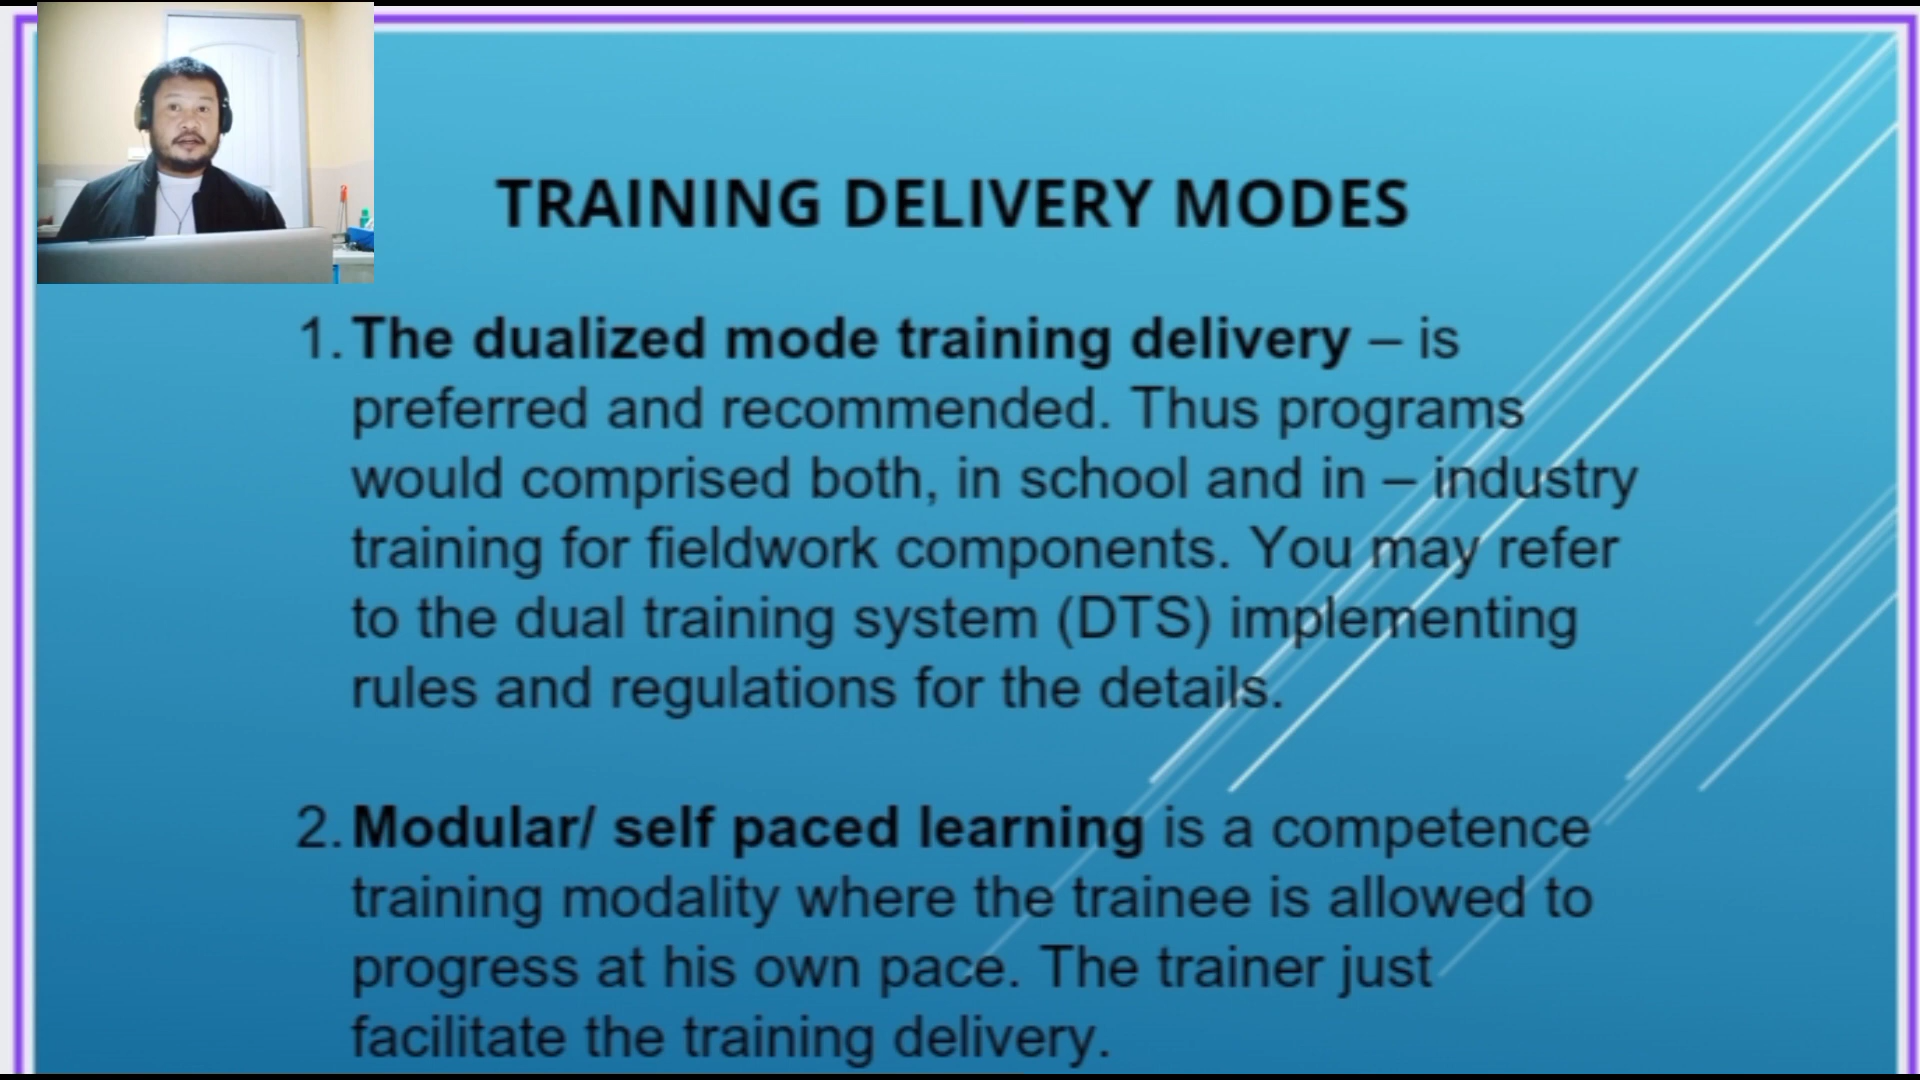 TRAINING DELIVERY MODES
1. The dualized mode training delivery – is
preferred and recommended. Thus programs
would comprised both, in school and in – industry
training for fieldwork components. You may refer
to the dual training system (DTS) implementing
rules and regulations for the details.
2. Modular/ self paced learning is a competence
training modality where the trainee is allowed to
progress at his own pace. The trainer just
facilitate the training delivery.